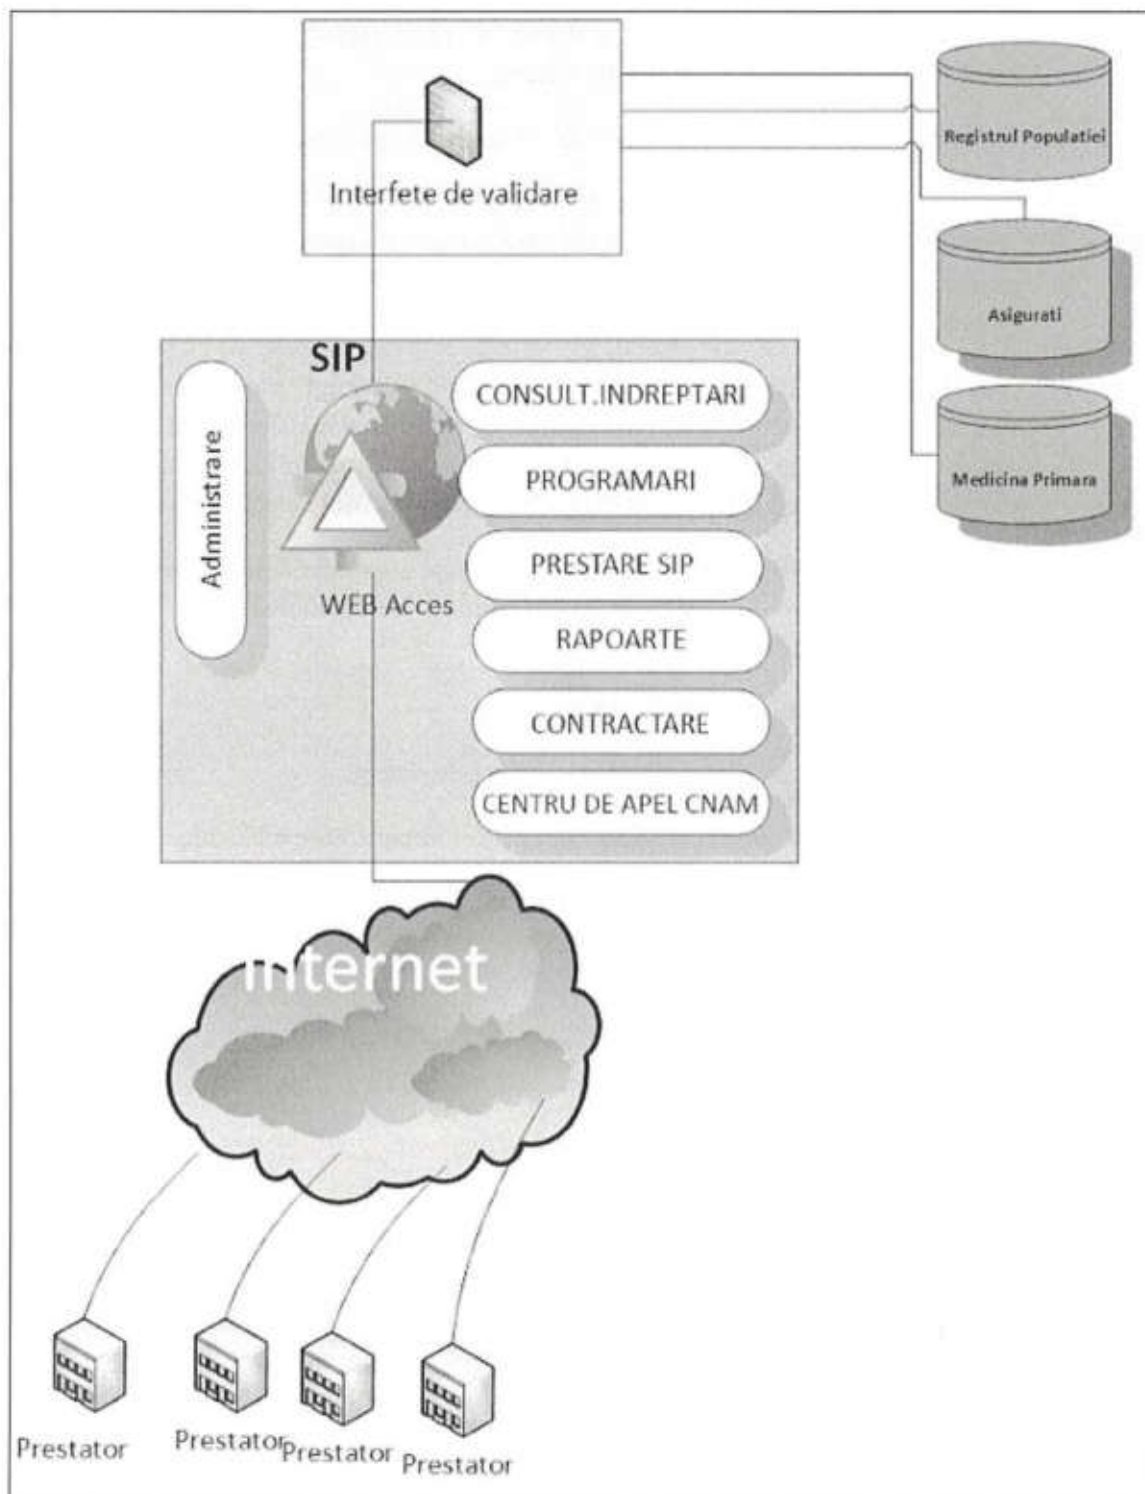 Interfete de validare
Registrul Populatiei
Asigurati
Medicina Primara
SIP
Administrare
WEB Acces
CONSULT.INDREPTARI
PROGRAMARI
PRESTARE SIP
RAPOARTE
CONTRACTARE
CENTRU DE APEL CNAM
Internet
Prestator
Prestator
Prestator
Prestator